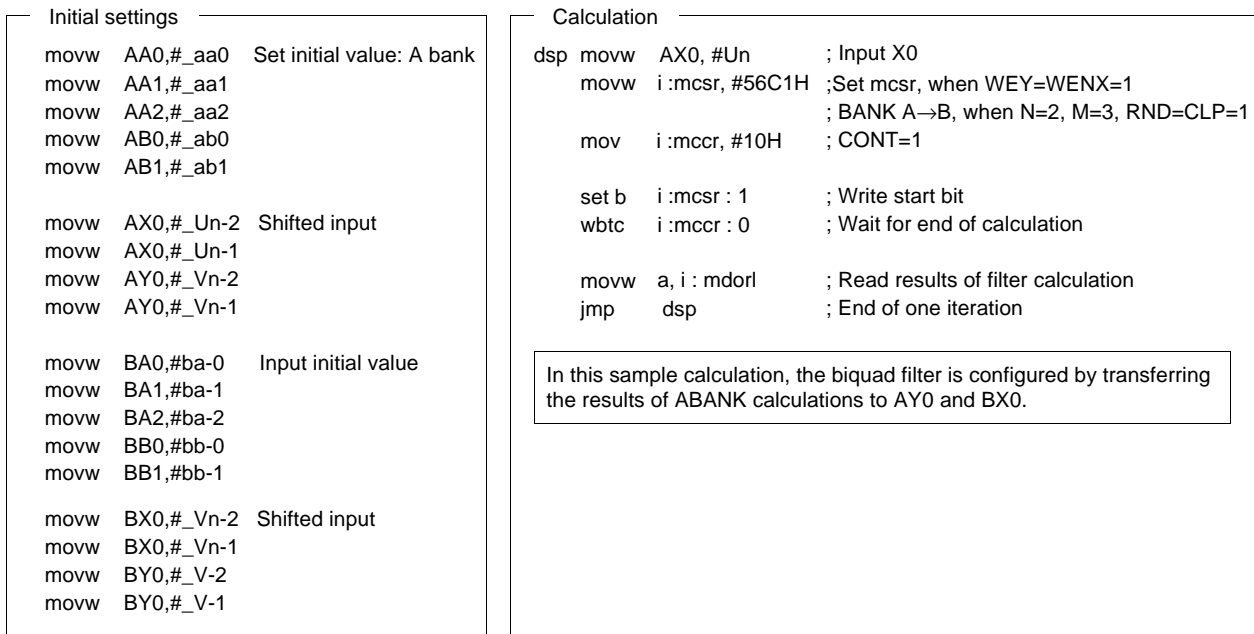 Initial settings
movw AA0,#_aa0 Set initial value: A bank
movw AA1,#_aa1
movw AA2,#_aa2
movw AB0,#_ab0
movw AB1,#_ab1
movw AX0,#_Un-2 Shifted input
movw AX0,#_Un-1
movw AY0,#_Vn-2
movw AY0,#_Vn-1
movw BA0,#ba-0 Input initial value
movw BA1,#ba-1
movw BA2,#ba-2
movw BB0,#bb-0
movw BB1,#bb-1
movw BX0,#_Vn-2 Shifted input
movw BX0,#_Vn-1
movw BY0,#_V-2
movw BY0,#_V-1
Calculation
dsp movw AX0, #Un ; Input X0
movw i :mcsr, #56C1H ;Set mcsr, when WEY=WENX=1
; BANK A→B, when N=2, M=3, RND=CLP=1
mov i :mccr, #10H ; CONT=1
set b i :mcsr : 1 ; Write start bit
wbtc i :mccr : 0 ; Wait for end of calculation
movw a, i : mdorl ; Read results of filter calculation
jmp dsp ; End of one iteration
In this sample calculation, the biquad filter is configured by transferring
the results of ABANK calculations to AY0 and BX0.